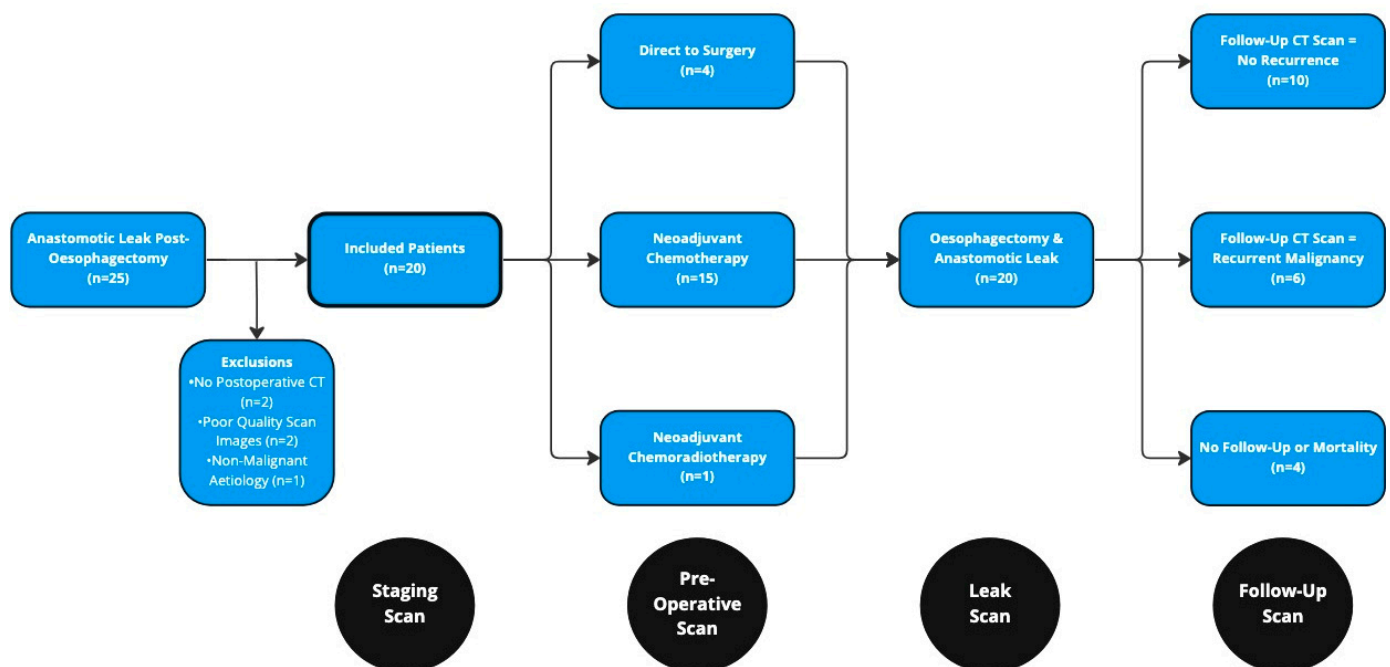 Direct to Surgery
(n=4)
Follow-Up CT Scan =
No Recurrence
(n=10)
Anastomotic Leak Post-
Oesophagectomy
(n=25)
Included Patients
(n=20)
Neoadjuvant
Chemotherapy
(n=15)
Oesophagectomy &
Anastomotic Leak
(n=20)
Follow-Up CT Scan =
Recurrent Malignancy
(n=6)
Exclusions
•No Postoperative CT
(n=2)
•Poor Quality Scan
Images (n=2)
•Non-Malignant
Aetiology (n=1)
Neoadjuvant
Chemoradiotherapy
(n=1)
No Follow-Up or Mortality
(n=4)
Staging
Scan
Pre-
Operative
Scan
Leak
Scan
Follow-Up
Scan